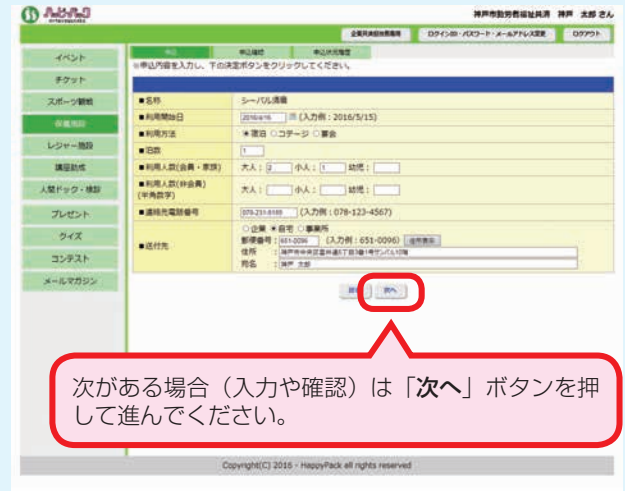 ハッピーパック
神戸市勤労者福祉共済 神戸 太郎 さん
ログインID・パスワード・メールアドレス変更 ログアウト
申込 申込確認 申込状況確認
※申込内容を入力し、下の決定ボタンをクリックしてください。
イベント
チケット
スポーツ観戦
保養施設
レジャー施設
講座助成
人間ドック・検診
プレゼント
クイズ
コンテスト
メールマガジン
■名称 シーパル須磨
■利用開始日 (入力例：2016/5/15)
■利用方法 宿泊 コテージ 宴会
■泊数 1
■利用人数(会員・家族) 大人：2 小人：1 幼児：
■利用人数(非会員)
(半角数字) 大人： 小人： 幼児：
■連絡先電話番号 (入力例：078-123-4567)
■送付先 企業 自宅 事業所
郵便番号：651-0096 (入力例：651-0096) 住所表示
住所 ：
宛名 ：神戸 太郎
次へ
次がある場合（入力や確認）は「次へ」ボタンを押
して進んでください。
Copyright(C) 2016 - HappyPack all rights reserved